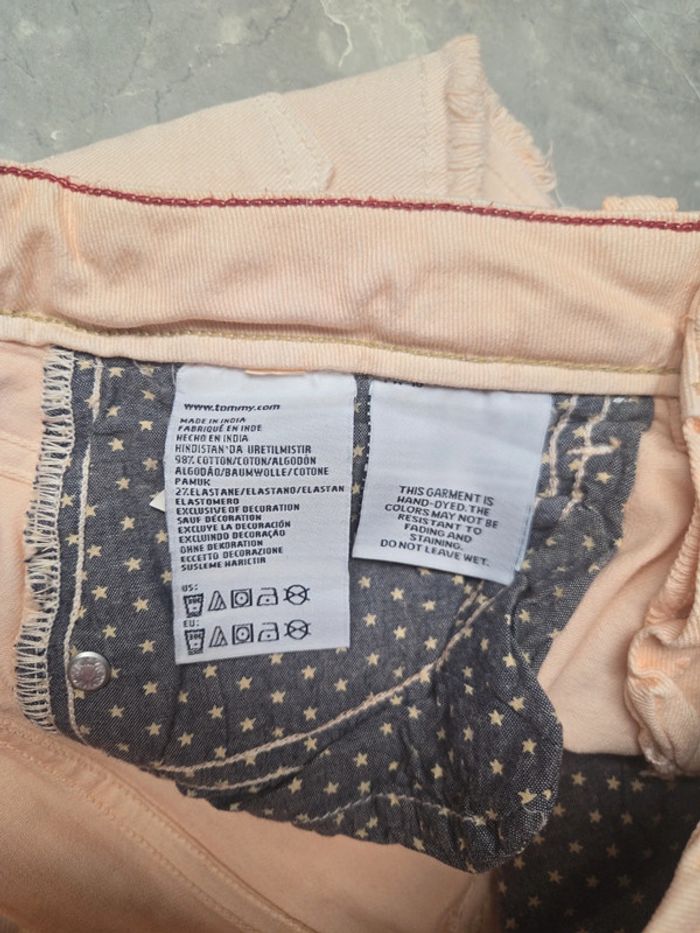 www.tommy.com
MADE IN INDIA
FABRIQUÉ EN INDE
HECHO EN INDIA
HINDISTAN'DA URETILMISTIR
98% COTTON/COTON/ALGODÓN
ALGODÃO/BAUMWOLLE/COTONE
PAMUK
2% ELASTANE/ELASTANO/ELASTAN
ELASTOMERO
EXCLUSIVE OF DECORATION
SAUF DÉCORATION
EXCLUYE LA DECORACIÓN
EXCLUINDO DECORAÇÃO
OHNE DEKORATION
ECCETTO DECORAZIONE
SUSLEME HARICTIR
US:
EU:
THIS GARMENT IS
HAND-DYED. THE
COLORS MAY NOT BE
RESISTANT TO
FADING AND
STAINING.
DO NOT LEAVE WET.